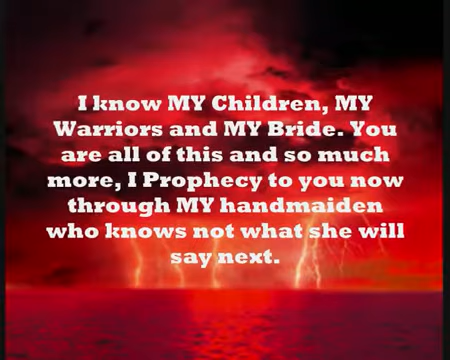 I know MY Children, MY
Warriors and MY Bride. You
are all of this and so much
more, I Prophecy to you now
through MY handmaiden
who knows not what she will
say next.